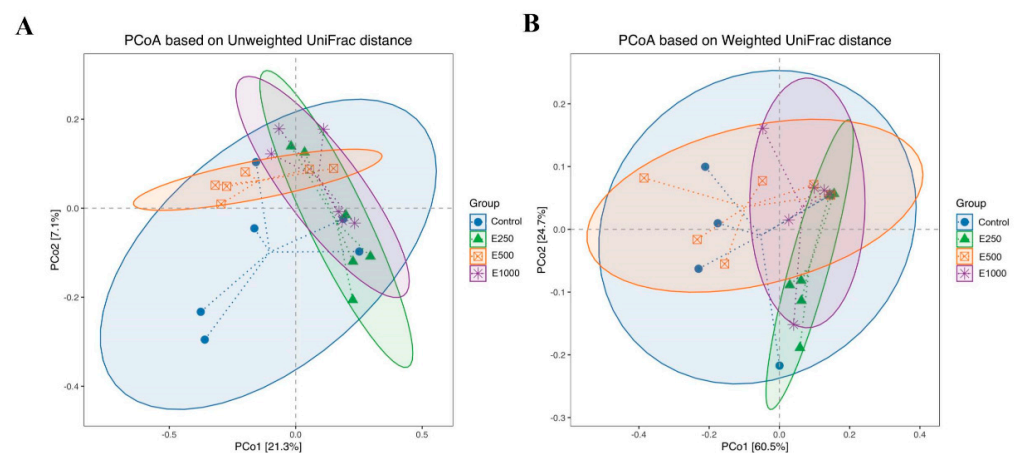 A
PCoA based on Unweighted UniFrac distance
PCo2 [7.1%]
0.2
0.0
-0.2
-0.4
-0.5
0.0
0.5
PCo1 [21.3%]
Group
Control
E250
E500
E1000
B
PCoA based on Weighted UniFrac distance
PCo2 [24.7%]
0.2
0.1
0.0
-0.1
-0.2
-0.3
-0.4
-0.2
0.0
0.2
0.4
PCo1 [60.5%]
Group
Control
E250
E500
E1000